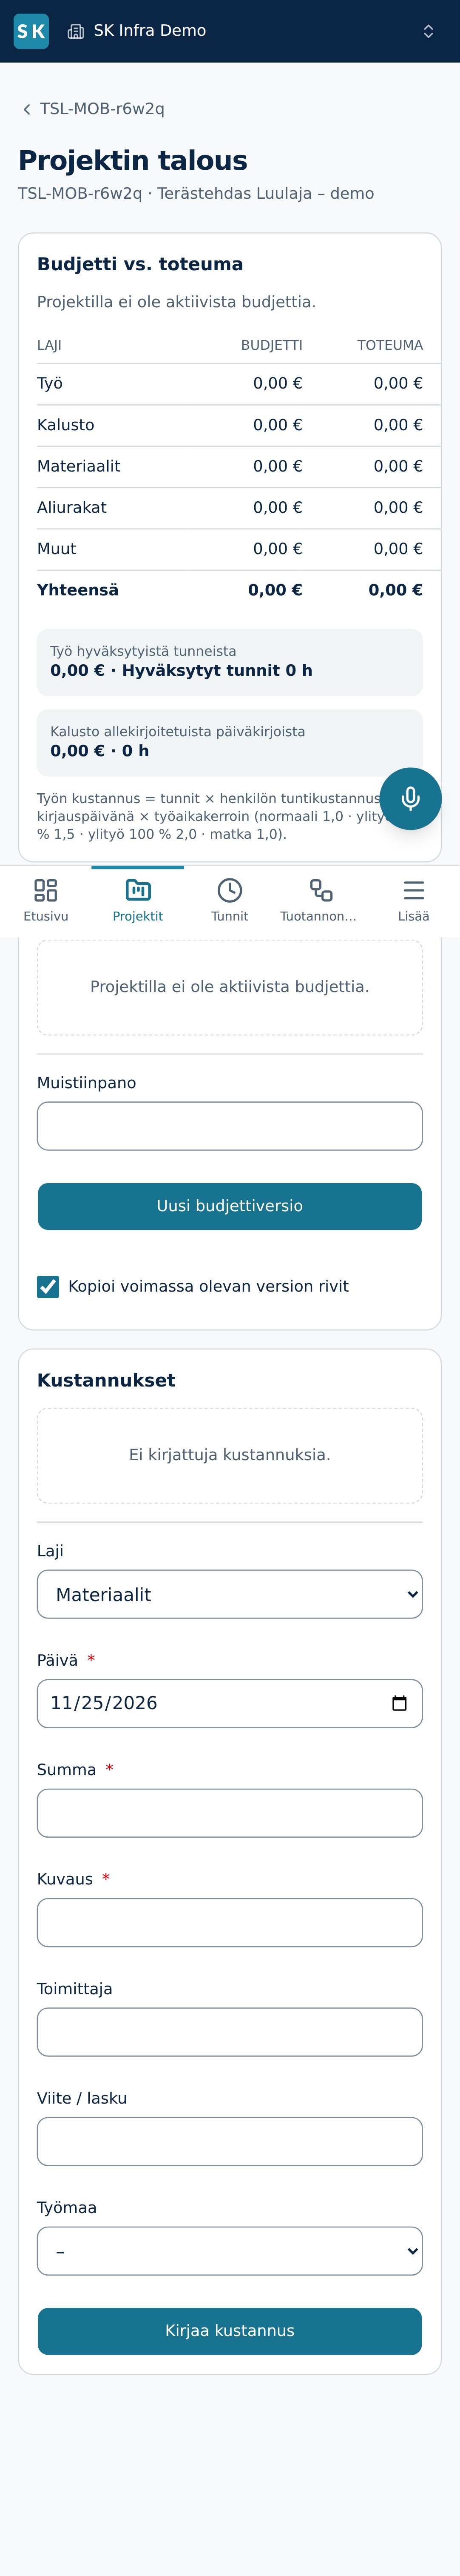 SK SK Infra Demo
TSL-MOB-r6w2q
Projektin talous
TSL-MOB-r6w2q · Terästehdas Luulaja – demo
Budjetti vs. toteuma
Projektilla ei ole aktiivista budjettia.
LAJI BUDJETTI TOTEUMA
Työ 0,00 € 0,00 €
Kalusto 0,00 € 0,00 €
Materiaalit 0,00 € 0,00 €
Aliurakat 0,00 € 0,00 €
Muut 0,00 € 0,00 €
Yhteensä 0,00 € 0,00 €
Työ hyväksytyistä tunneista
0,00 € · Hyväksytyt tunnit 0 h
Kalusto allekirjoitetuista päiväkirjoista
0,00 € · 0 h
Työn kustannus = tunnit × henkilön tuntikustannus
kirjauspäivänä × työaikakerroin (normaali 1,0 ·
% 1,5 · ylityö 100 % 2,0 · matka 1,0).
Etusivu Projektit Tunnit Tuotannon... Lisää
Projektilla ei ole aktiivista budjettia.
Muistiinpano
Uusi budjettiversio
Kopioi voimassa olevan version rivit
Kustannukset
Ei kirjattuja kustannuksia.
Laji
Materiaalit
Päivä *
11/25/2026
Summa *
Kuvaus *
Toimittaja
Viite / lasku
Työmaa
–
Kirjaa kustannus